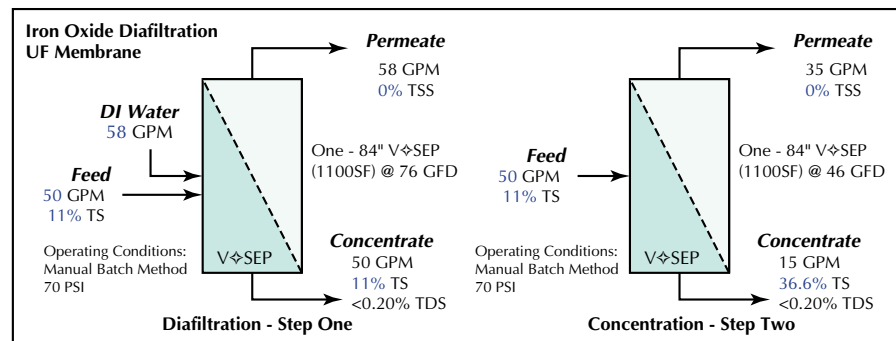 Iron Oxide Diafiltration
UF Membrane
Permeate
58 GPM
0% TSS
DI Water
58 GPM
Feed
50 GPM
11% TS
One - 84" V✧SEP
(1100SF) @ 76 GFD
Operating Conditions:
Manual Batch Method
70 PSI
V✧SEP
Concentrate
50 GPM
11% TS
<0.20% TDS
Diafiltration - Step One
Permeate
35 GPM
0% TSS
Feed
50 GPM
11% TS
One - 84" V✧SEP
(1100SF) @ 46 GFD
Operating Conditions:
Manual Batch Method
70 PSI
V✧SEP
Concentrate
15 GPM
36.6% TS
<0.20% TDS
Concentration - Step Two